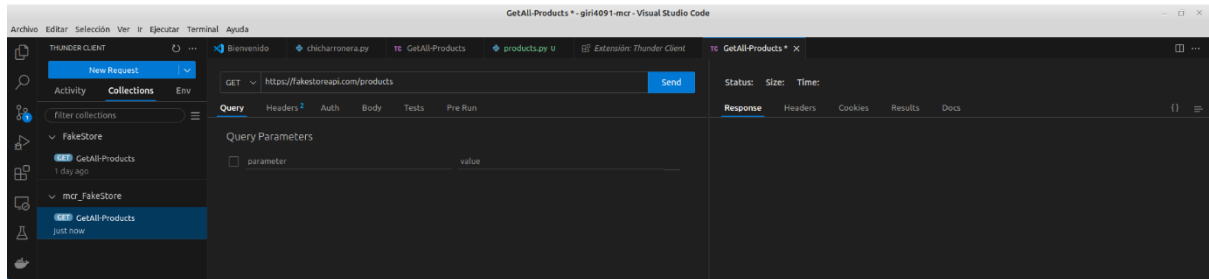 GetAll-Products * - giri4091-mcr - Visual Studio Code
Archivo Editar Selección Ver Ir Ejecutar Terminal Ayuda
THUNDER CLIENT
Bienvenido
chicharronera.py
TC GetAll-Products
products.py U
Extensión: Thunder Client
TC GetAll-Products *
New Request
Activity Collections Env
filter collections
FakeStore
GET GetAll-Products
1 day ago
mcr_FakeStore
GET GetAll-Products
just now
1
GET https://fakestoreapi.com/products Send
Query Headers 2 Auth Body Tests Pre Run
Query Parameters
parameter value
Status: Size: Time:
Response Headers Cookies Results Docs
{}